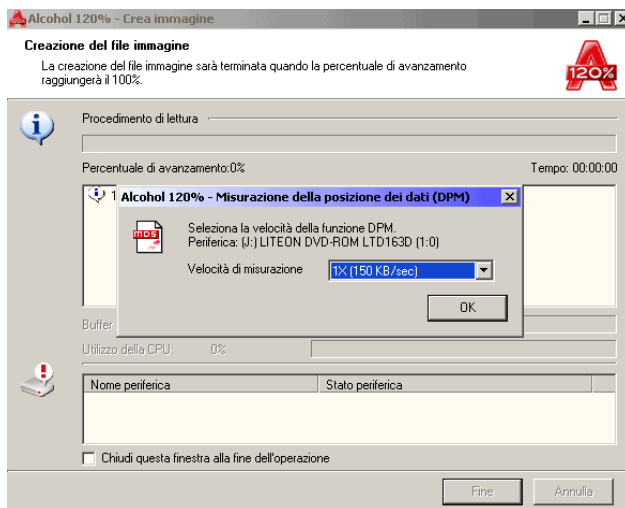 Alcohol 120% - Crea immagine
Creazione del file immagine
La creazione del file immagine sarà terminata quando la percentuale di avanzamento
raggiungerà il 100%.
120%
Procedimento di lettura
Percentuale di avanzamento:0%
Tempo: 00:00:00
1
Alcohol 120% - Misurazione della posizione dei dati (DPM)
MDS
Seleziona la velocità della funzione DPM.
Periferica: (J:) LITEON DVD-ROM LTD163D (1:0)
Velocità di misurazione
1X (150 KB/sec)
OK
Buffer
Utilizzo della CPU:
0%
Nome periferica
Stato periferica
Chiudi questa finestra alla fine dell'operazione
Fine
Annulla